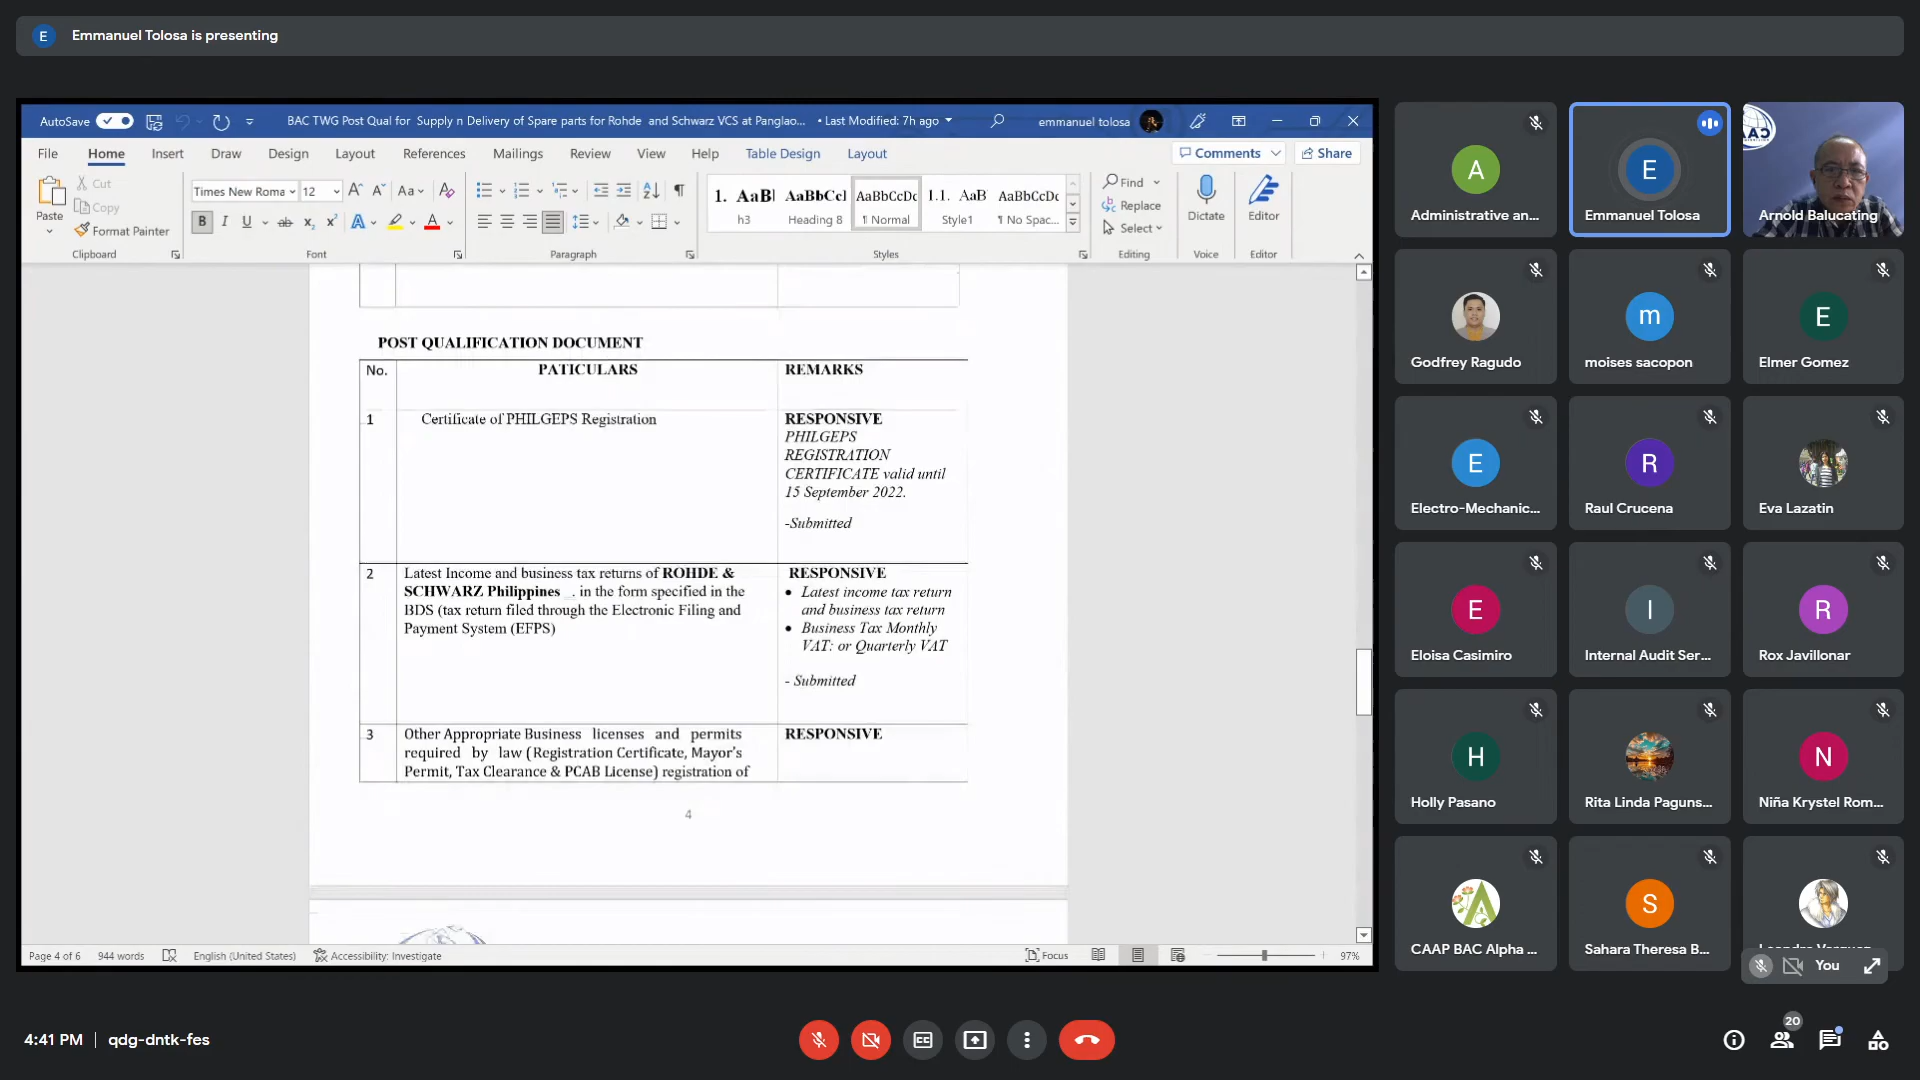 E Emmanuel Tolosa is presenting
AutoSave
BAC TWG Post Qual for Supply n Delivery of Spare parts for Rohde and Schwarz VCS at Panglao... • Last Modified: 7h ago
emmanuel tolosa
File Home Insert Draw Design Layout References Mailings Review View Help Table Design Layout
Comments
Share
Paste
Cut
Copy
Format Painter
Clipboard
Times New Roma 12
B I U ab x₂ x²
Font
Paragraph
1. AaBl AaBbCcI AaBbCcDc 1.1. AaB AaBbCcDc
h3 Heading 8 ¶ Normal Style1 ¶ No Spac...
Styles
Find
Replace
Select
Editing
Dictate
Voice
Editor
Editor
POST QUALIFICATION DOCUMENT
No. PATICULARS REMARKS
1 Certificate of PHILGEPS Registration RESPONSIVE
PHILGEPS
REGISTRATION
CERTIFICATE valid until
15 September 2022.
-Submitted
2 Latest Income and business tax returns of ROHDE &
SCHWARZ Philippines . in the form specified in the
BDS (tax return filed through the Electronic Filing and
Payment System (EFPS)
RESPONSIVE
• Latest income tax return
and business tax return
• Business Tax Monthly
VAT: or Quarterly VAT
- Submitted
3 Other Appropriate Business licenses and permits
required by law (Registration Certificate, Mayor's
Permit, Tax Clearance & PCAB License) registration of
RESPONSIVE
4
Page 4 of 6 944 words English (United States) Accessibility: Investigate
Focus
97%
A
Administrative an...
E
Emmanuel Tolosa
Arnold Balucating
Godfrey Ragudo
m
moises sacopon
E
Elmer Gomez
E
Electro-Mechanic...
R
Raul Crucena
Eva Lazatin
E
Eloisa Casimiro
I
Internal Audit Ser...
R
Rox Javillonar
H
Holly Pasano
Rita Linda Paguns...
N
Niña Krystel Rom...
CAAP BAC Alpha ...
S
Sahara Theresa B...
You
4:41 PM | qdg-dntk-fes
20